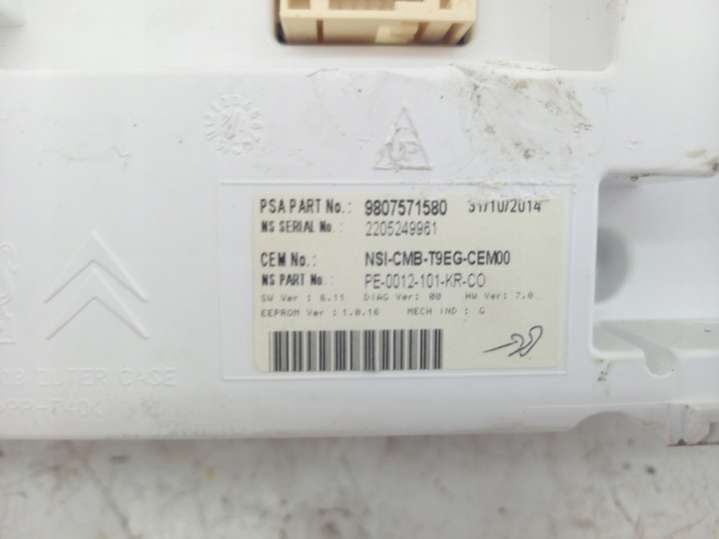 PSA PART No.: 9807571580 31/10/2014
NS SERIAL No.: 2205249961
CEM No.: NSI-CMB-T9EG-CEM00
NS PART No.: PE-0012-101-KR-CO
SW Ver : 6.11 DIAG Ver: 00 HW Ver: 7.0
EEPROM Ver : 1.0.16 MECH IND : G
OUTER CASE